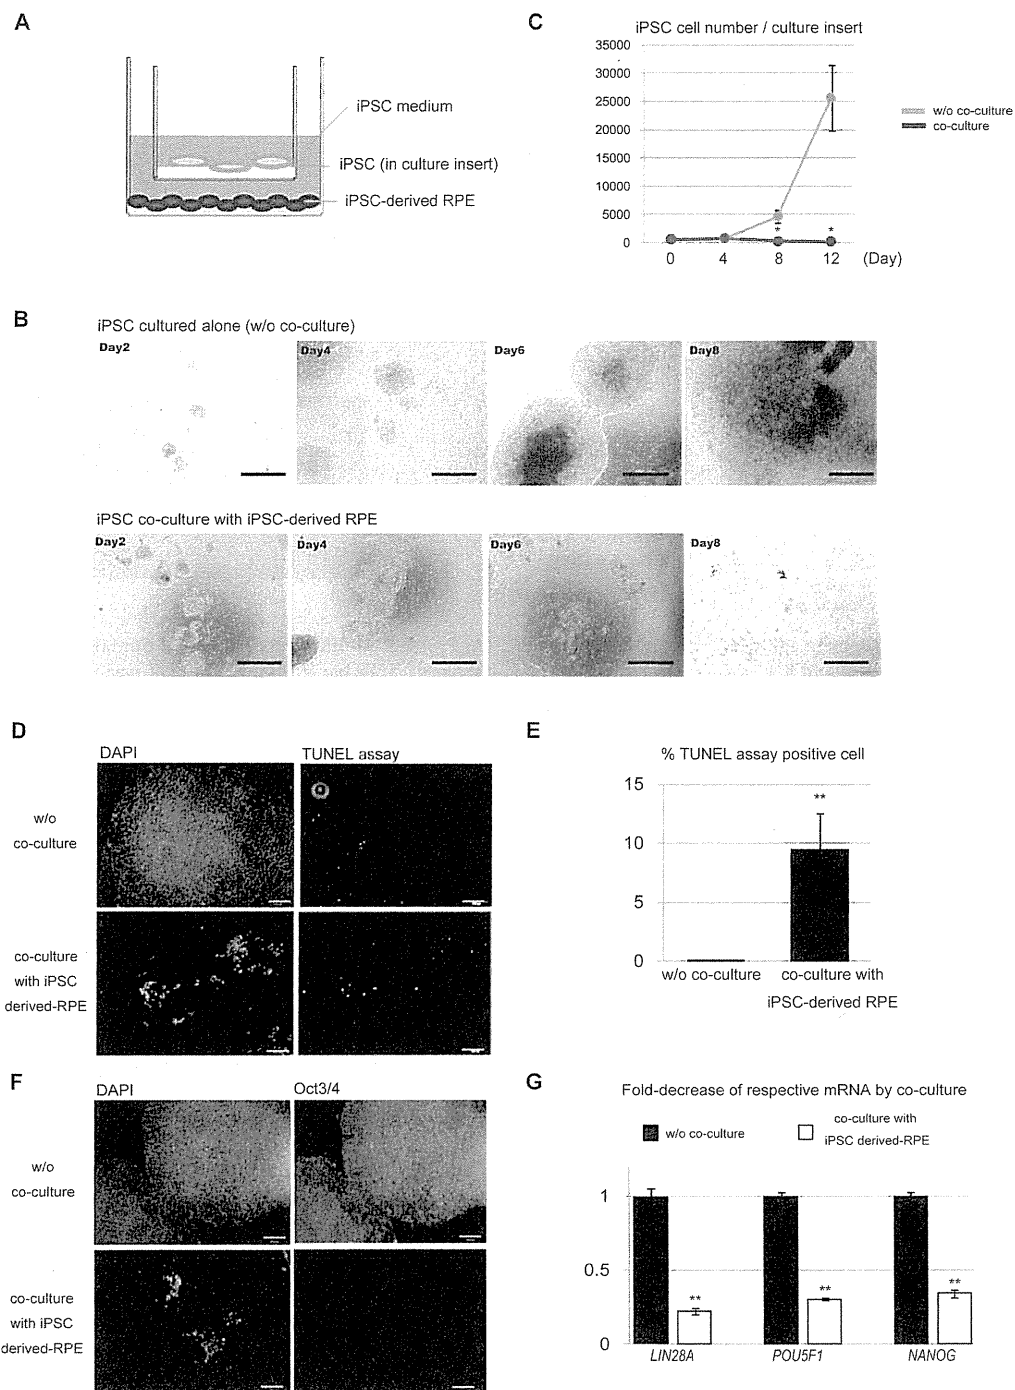 A
iPSC medium
iPSC (in culture insert)
iPSC-derived RPE
C
iPSC cell number / culture insert
35000
30000
25000
20000
15000
10000
5000
0
*
*
0
4
8
12
(Day)
w/o co-culture
co-culture
B
iPSC cultured alone (w/o co-culture)
Day2
Day4
Day6
Day8
iPSC co-culture with iPSC-derived RPE
Day2
Day4
Day6
Day8
D
DAPI
TUNEL assay
w/o
co-culture
co-culture
with iPSC
derived-RPE
E
% TUNEL assay positive cell
15
10
5
0
**
w/o co-culture
co-culture with
iPSC-derived RPE
F
DAPI
Oct3/4
w/o
co-culture
co-culture
with iPSC
derived-RPE
G
Fold-decrease of respective mRNA by co-culture
w/o co-culture
co-culture with
iPSC derived-RPE
1
0.5
0
**
**
**
LIN28A
POU5F1
NANOG